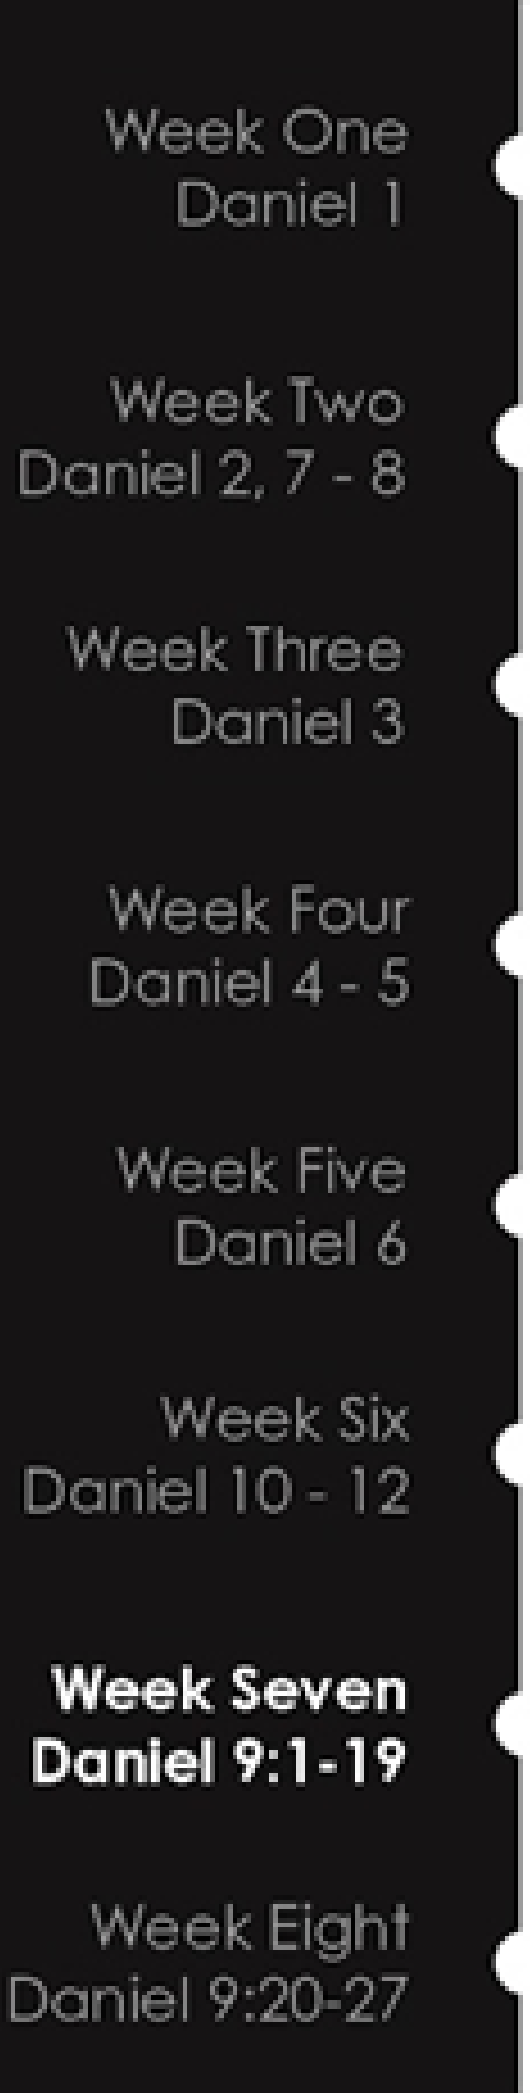 Week One
Daniel 1
Week Two
Daniel 2, 7 - 8
Week Three
Daniel 3
Week Four
Daniel 4 - 5
Week Five
Daniel 6
Week Six
Daniel 10 - 12
Week Seven
Daniel 9:1-19
Week Eight
Daniel 9:20-27